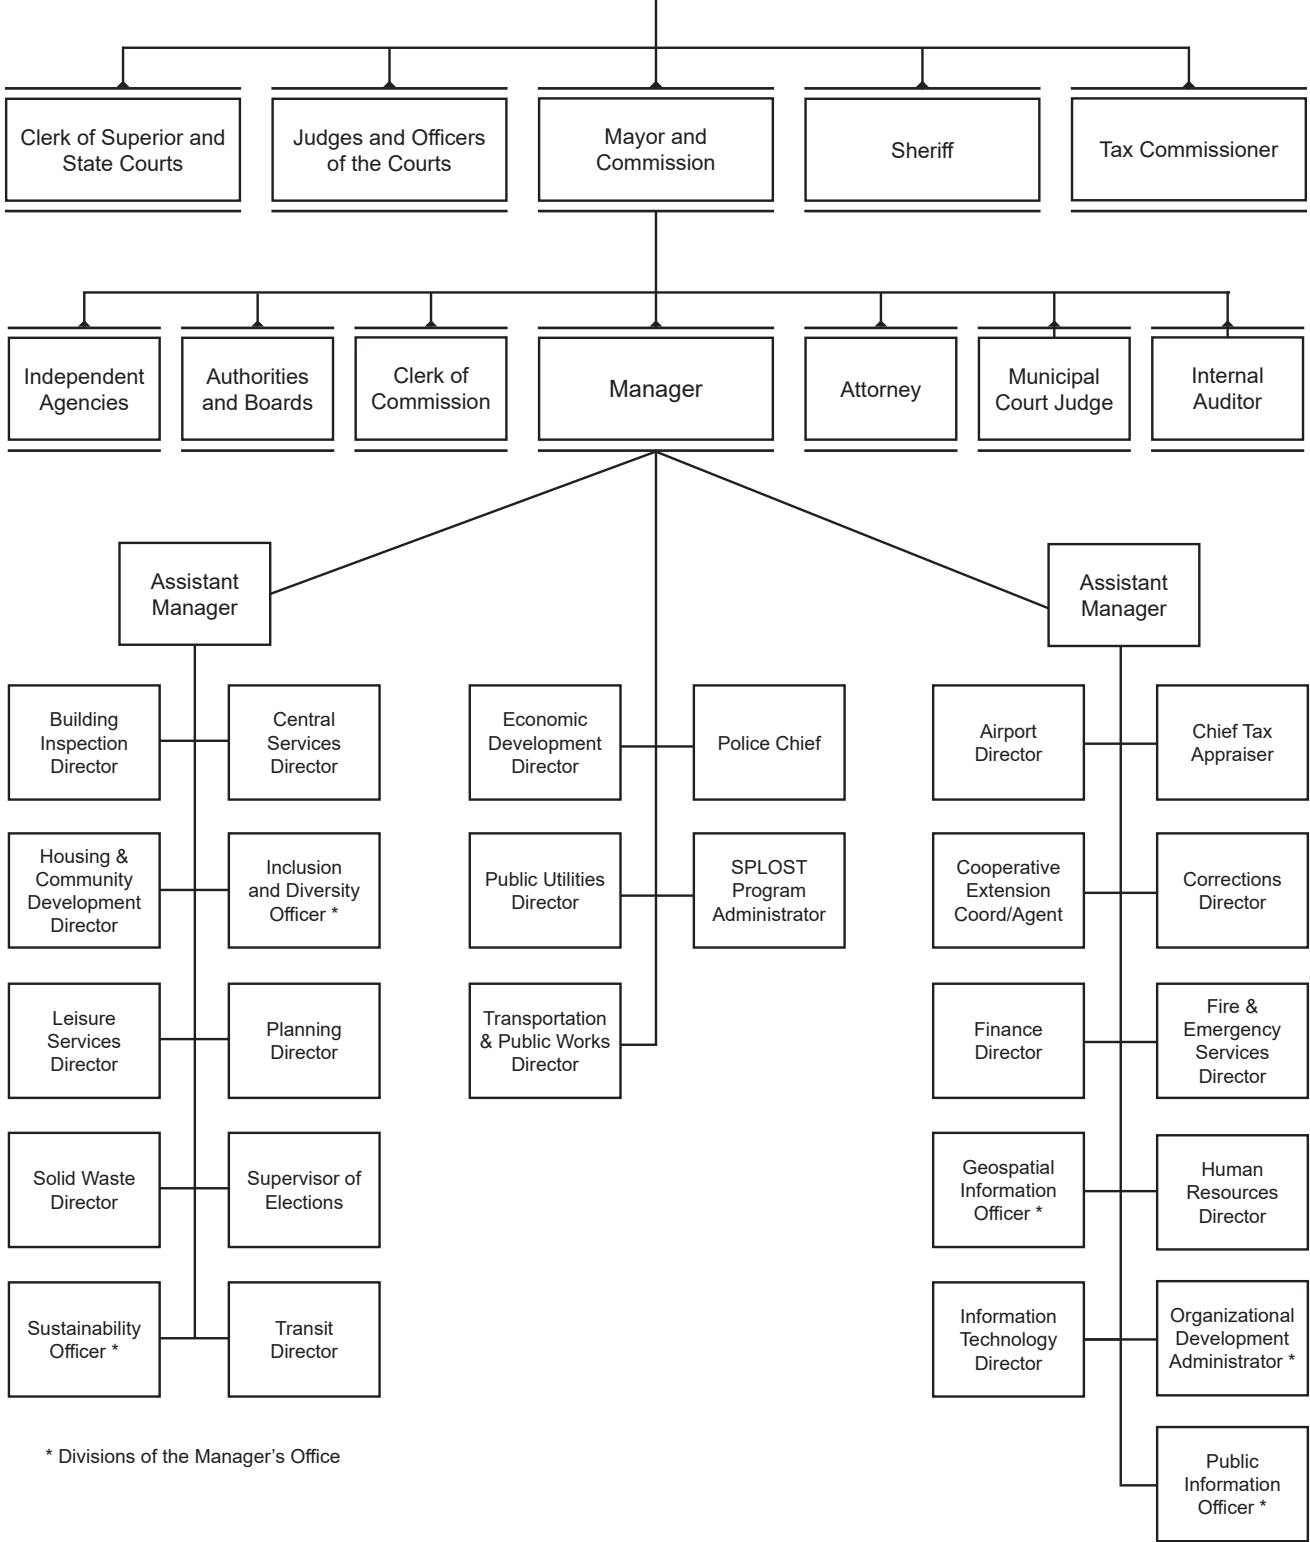 Clerk of Superior and
State Courts
Judges and Officers
of the Courts
Mayor and
Commission
Sheriff
Tax Commissioner
Independent
Agencies
Authorities
and Boards
Clerk of
Commission
Manager
Attorney
Municipal
Court Judge
Internal
Auditor
Assistant
Manager
Assistant
Manager
Building
Inspection
Director
Central
Services
Director
Economic
Development
Director
Police Chief
Airport
Director
Chief Tax
Appraiser
Housing &
Community
Development
Director
Inclusion
and Diversity
Officer *
Public Utilities
Director
SPLOST
Program
Administrator
Cooperative
Extension
Coord/Agent
Corrections
Director
Leisure
Services
Director
Planning
Director
Transportation
& Public Works
Director
Finance
Director
Fire &
Emergency
Services
Director
Solid Waste
Director
Supervisor of
Elections
Geospatial
Information
Officer *
Human
Resources
Director
Sustainability
Officer *
Transit
Director
Information
Technology
Director
Organizational
Development
Administrator *
* Divisions of the Manager’s Office
Public
Information
Officer *